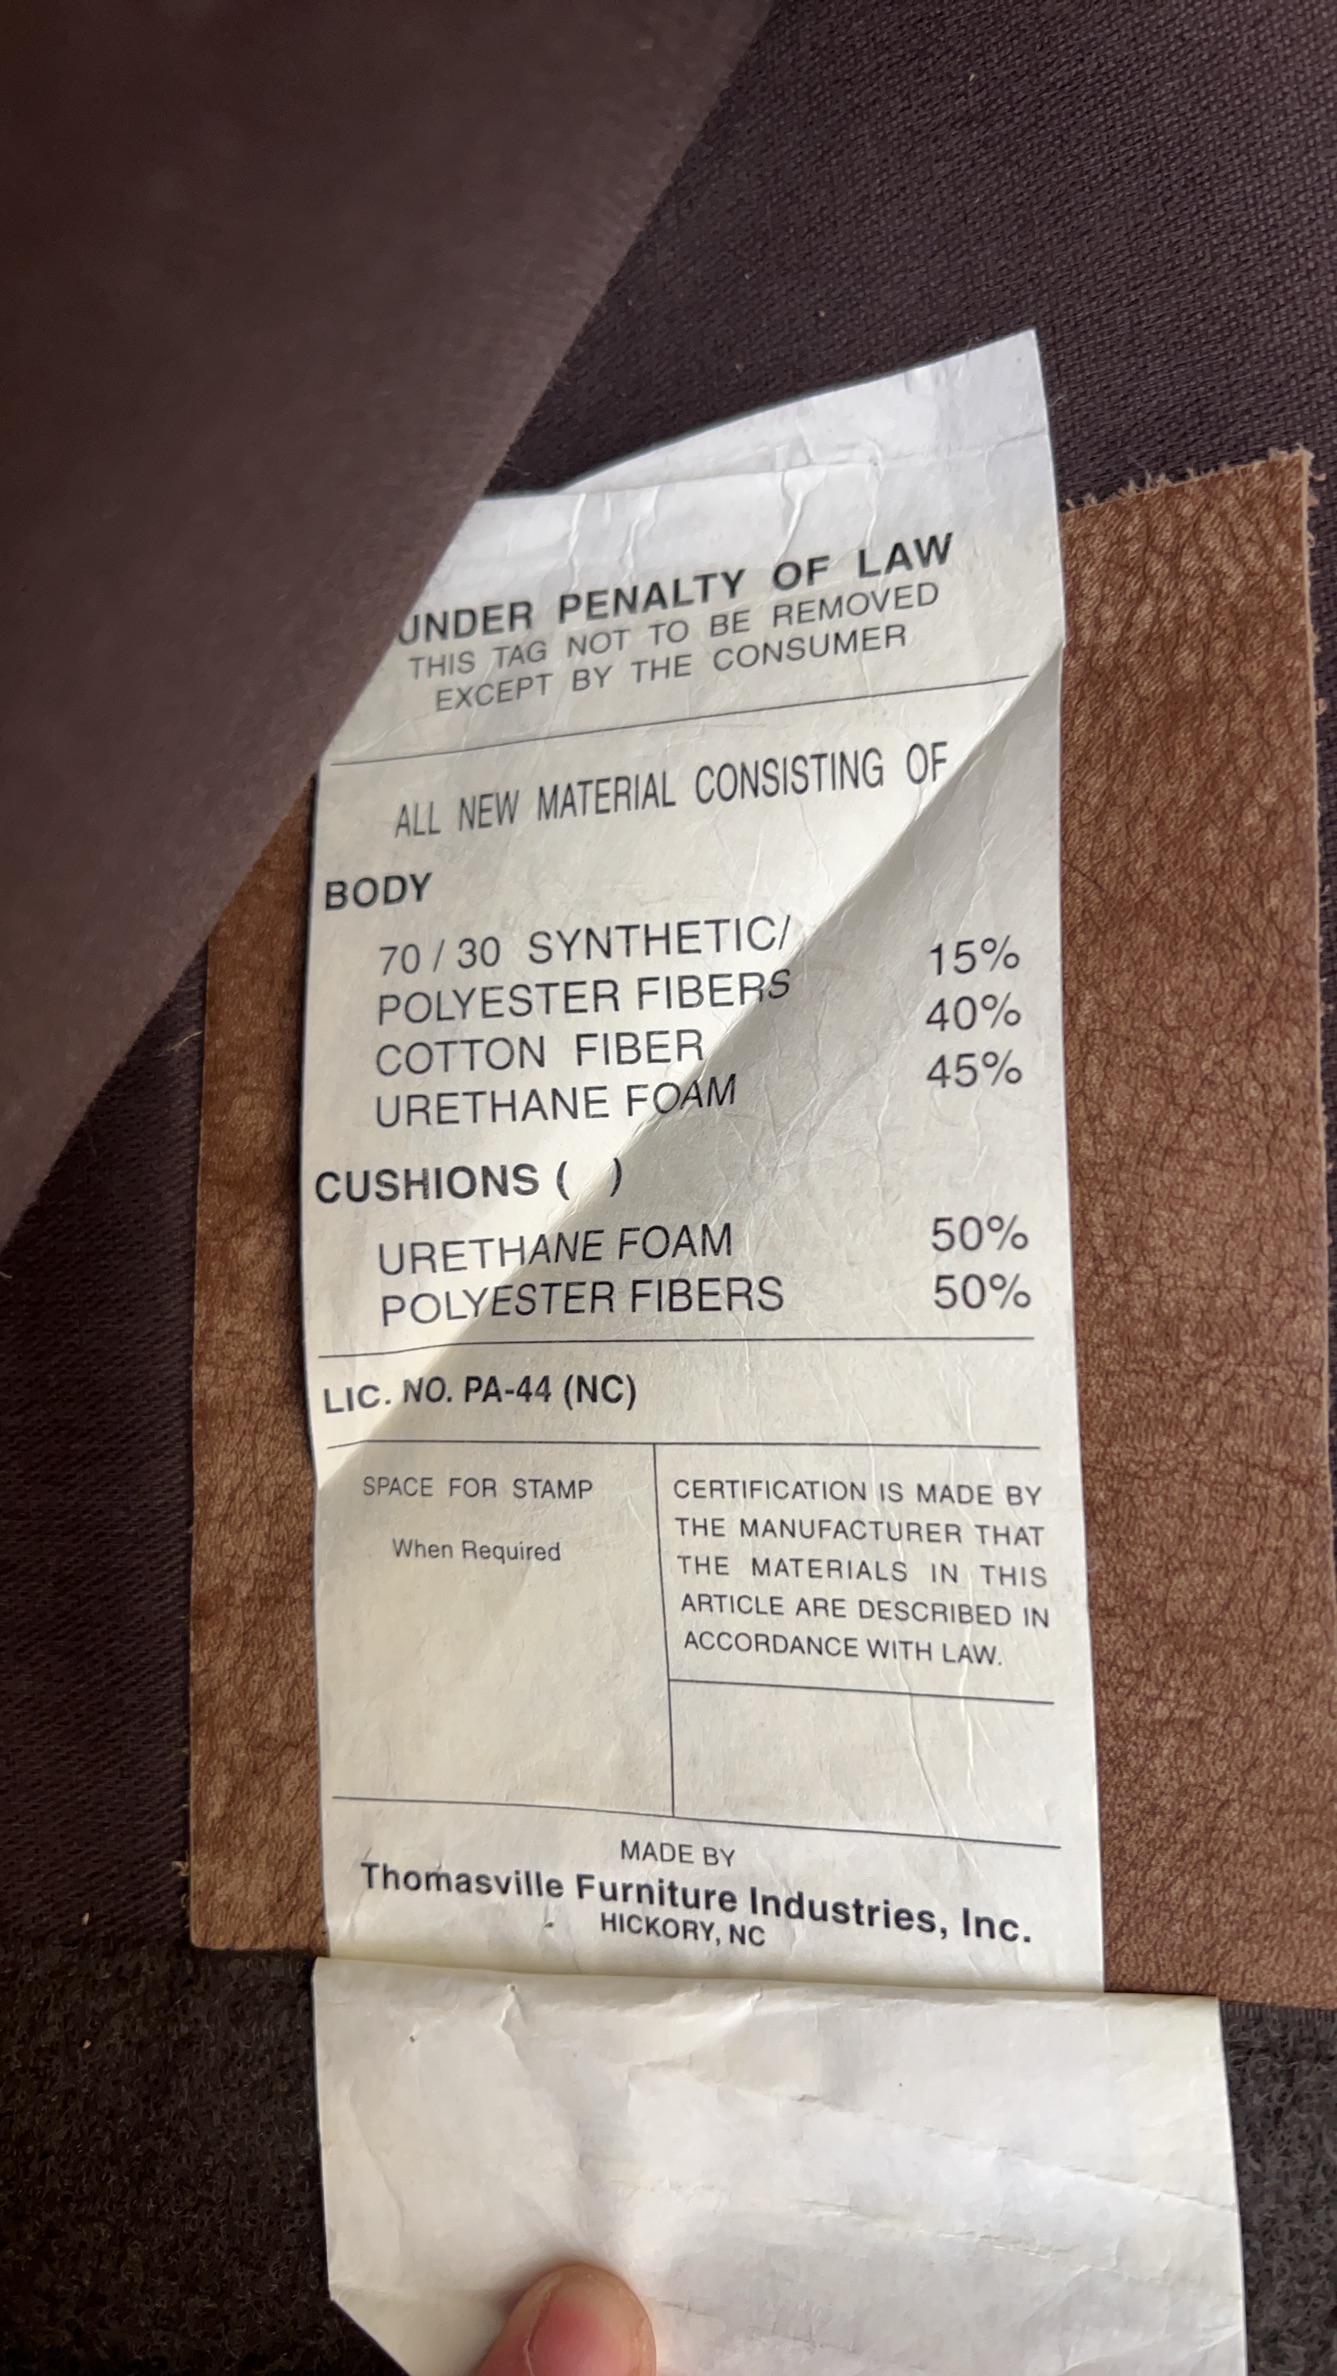 UNDER PENALTY OF LAW
THIS TAG NOT TO BE REMOVED
EXCEPT BY THE CONSUMER
ALL NEW MATERIAL CONSISTING OF
BODY
70 / 30 SYNTHETIC/
POLYESTER FIBERS 15%
COTTON FIBER 40%
URETHANE FOAM 45%
CUSHIONS ( )
URETHANE FOAM 50%
POLYESTER FIBERS 50%
LIC. NO. PA-44 (NC)
SPACE FOR STAMP
When Required
CERTIFICATION IS MADE BY
THE MANUFACTURER THAT
THE MATERIALS IN THIS
ARTICLE ARE DESCRIBED IN
ACCORDANCE WITH LAW.
MADE BY
Thomasville Furniture Industries, Inc.
HICKORY, NC